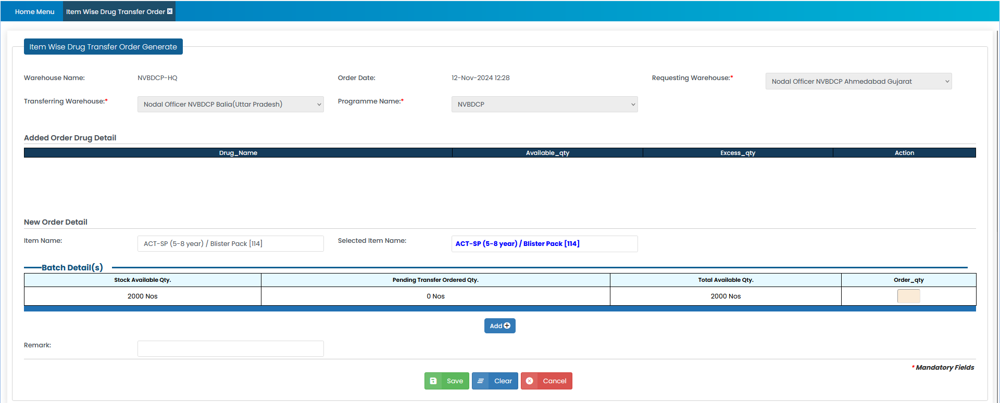 Home Menu
Item Wise Drug Transfer Order
Item Wise Drug Transfer Order Generate
Warehouse Name: NVBDCP-HQ Order Date: 12-Nov-2024 12:28 Requesting Warehouse:* Nodal Officer NVBDCP Ahmedabad Gujarat
Transferring Warehouse:* Nodal Officer NVBDCP Balia(Uttar Pradesh) Programme Name:* NVBDCP
Added Order Drug Detail
Drug_Name Available_qty Excess_qty Action
New Order Detail
Item Name: ACT-SP (5-8 year) / Blister Pack [114] Selected Item Name: ACT-SP (5-8 year) / Blister Pack [114]
Batch Detail(s)
Stock Available Qty. Pending Transfer Ordered Qty. Total Available Qty. Order_qty
2000 Nos 0 Nos 2000 Nos
Add
Remark:
* Mandatory Fields
Save Clear Cancel